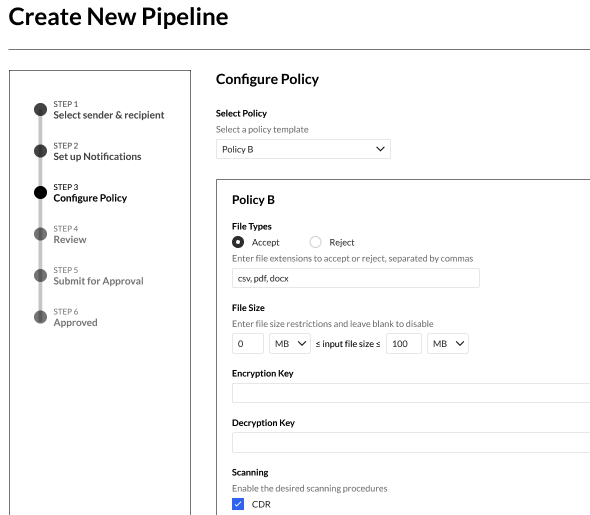 Create New Pipeline
STEP 1
Select sender & recipient
STEP 2
Set up Notifications
STEP 3
Configure Policy
STEP 4
Review
STEP 5
Submit for Approval
STEP 6
Approved
Configure Policy
Select Policy
Select a policy template
Policy B
Policy B
File Types
Accept Reject
Enter file extensions to accept or reject, separated by commas
csv, pdf, docx
File Size
Enter file size restrictions and leave blank to disable
0 MB ≤ input file size ≤ 100 MB
Encryption Key
Decryption Key
Scanning
Enable the desired scanning procedures
CDR